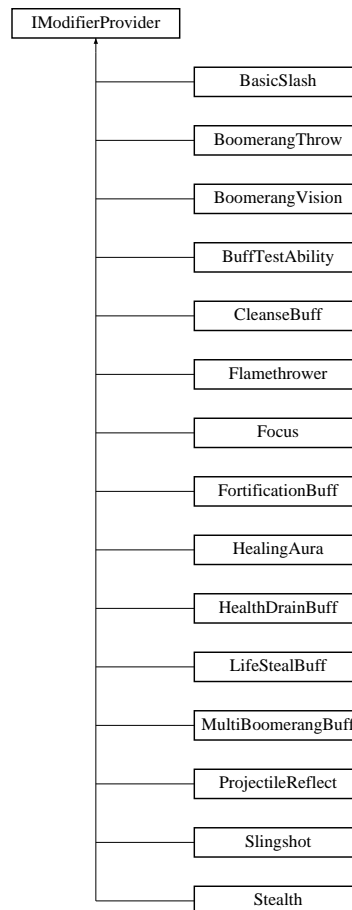 IModifierProvider
BasicSlash
BoomerangThrow
BoomerangVision
BuffTestAbility
CleanseBuff
Flamethrower
Focus
FortificationBuff
HealingAura
HealthDrainBuff
LifeStealBuff
MultiBoomerangBuff
ProjectileReflect
Slingshot
Stealth